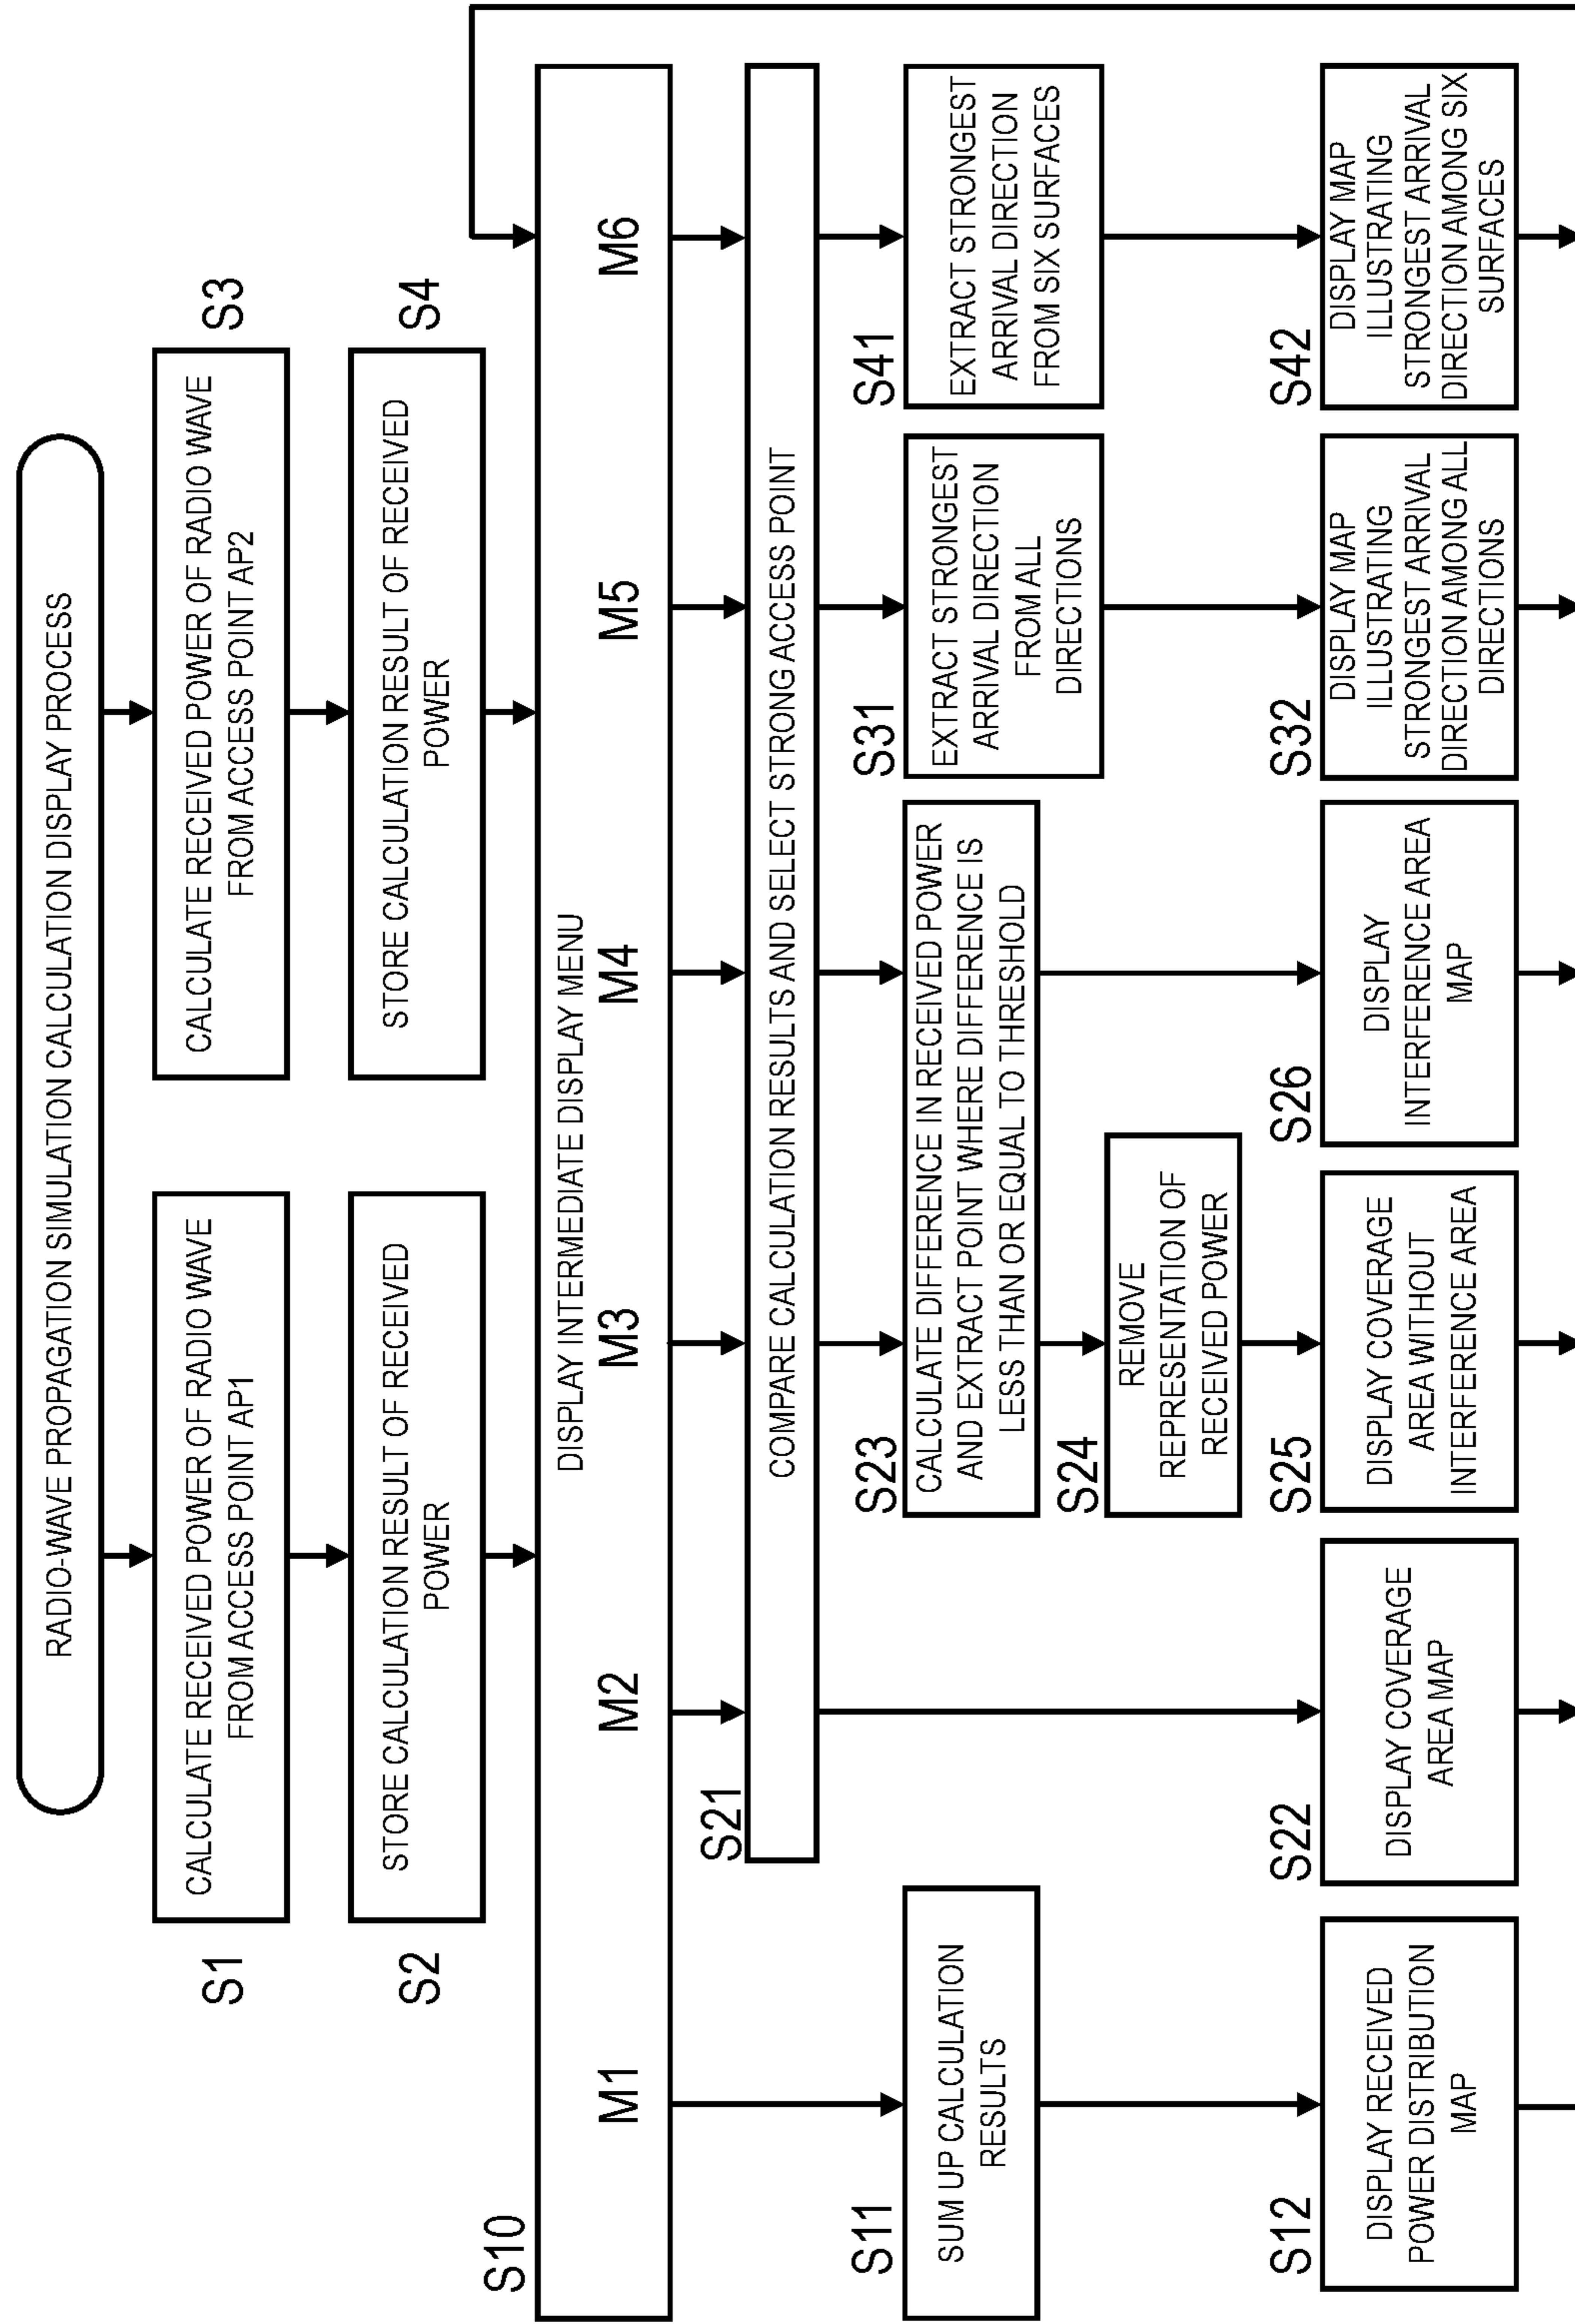 RADIO-WAVE PROPAGATION SIMULATION CALCULATION DISPLAY PROCESS
S1
CALCULATE RECEIVED POWER OF RADIO WAVE
FROM ACCESS POINT AP1
CALCULATE RECEIVED POWER OF RADIO WAVE
FROM ACCESS POINT AP2
S3
S2
STORE CALCULATION RESULT OF RECEIVED
POWER
STORE CALCULATION RESULT OF RECEIVED
POWER
S4
S10
DISPLAY INTERMEDIATE DISPLAY MENU
M1
M2
M3
M4
M5
M6
S21
COMPARE CALCULATION RESULTS AND SELECT STRONG ACCESS POINT
S11
SUM UP CALCULATION
RESULTS
S23
CALCULATE DIFFERENCE IN RECEIVED POWER
AND EXTRACT POINT WHERE DIFFERENCE IS
LESS THAN OR EQUAL TO THRESHOLD
S31
EXTRACT STRONGEST
ARRIVAL DIRECTION
FROM ALL
DIRECTIONS
S41
EXTRACT STRONGEST
ARRIVAL DIRECTION
FROM SIX SURFACES
S24
REMOVE
REPRESENTATION OF
RECEIVED POWER
S12
DISPLAY RECEIVED
POWER DISTRIBUTION
MAP
S22
DISPLAY COVERAGE
AREA MAP
S25
DISPLAY COVERAGE
AREA WITHOUT
INTERFERENCE AREA
S26
DISPLAY
INTERFERENCE AREA
MAP
S32
DISPLAY MAP
ILLUSTRATING
STRONGEST ARRIVAL
DIRECTION AMONG ALL
DIRECTIONS
S42
DISPLAY MAP
ILLUSTRATING
STRONGEST ARRIVAL
DIRECTION AMONG SIX
SURFACES